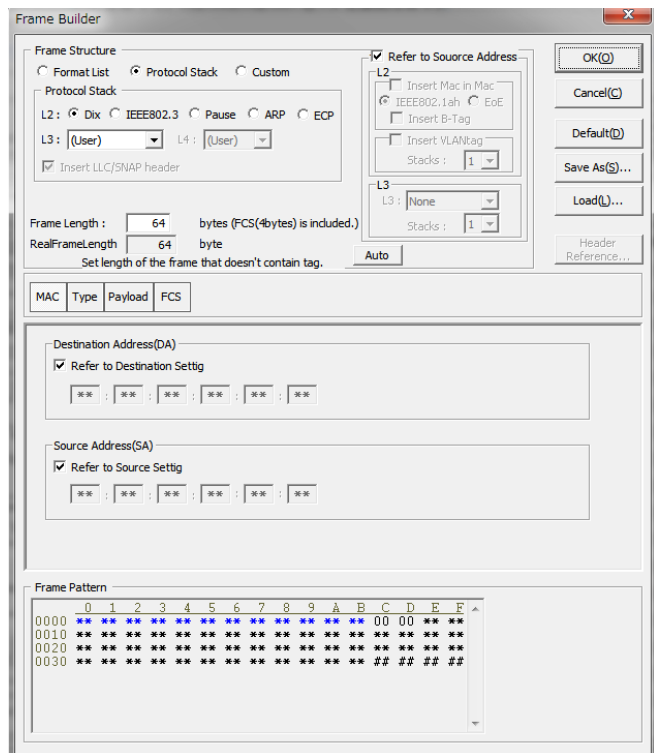 Frame Builder
Frame Structure
Format List Protocol Stack Custom
Protocol Stack
L2 : Dix IEEE802.3 Pause ARP ECP
L3 : (User) L4 : (User)
Insert LLC/SNAP header
Frame Length : 64 bytes (FCS(4bytes) is included.)
RealFrameLength 64 byte
Set length of the frame that doesn't contain tag.
Refer to Souorce Address
L2
Insert Mac in Mac
IEEE802.1ah EoE
Insert B-Tag
Insert VLANtag
Stacks : 1
L3
L3 : None
Stacks : 1
Auto
OK(O)
Cancel(C)
Default(D)
Save As(S)...
Load(L)...
Header
Reference...
MAC Type Payload FCS
Destination Address(DA)
Refer to Destination Settig
** : ** : ** : ** : ** : **
Source Address(SA)
Refer to Source Settig
** : ** : ** : ** : ** : **
Frame Pattern
0 1 2 3 4 5 6 7 8 9 A B C D E F
0000 ** ** ** ** ** ** ** ** ** ** ** ** 00 00 ** **
0010 ** ** ** ** ** ** ** ** ** ** ** ** ** ** ** **
0020 ** ** ** ** ** ** ** ** ** ** ** ** ** ** ** **
0030 ** ** ** ** ** ** ** ** ** ** ** ** ## ## ## ##